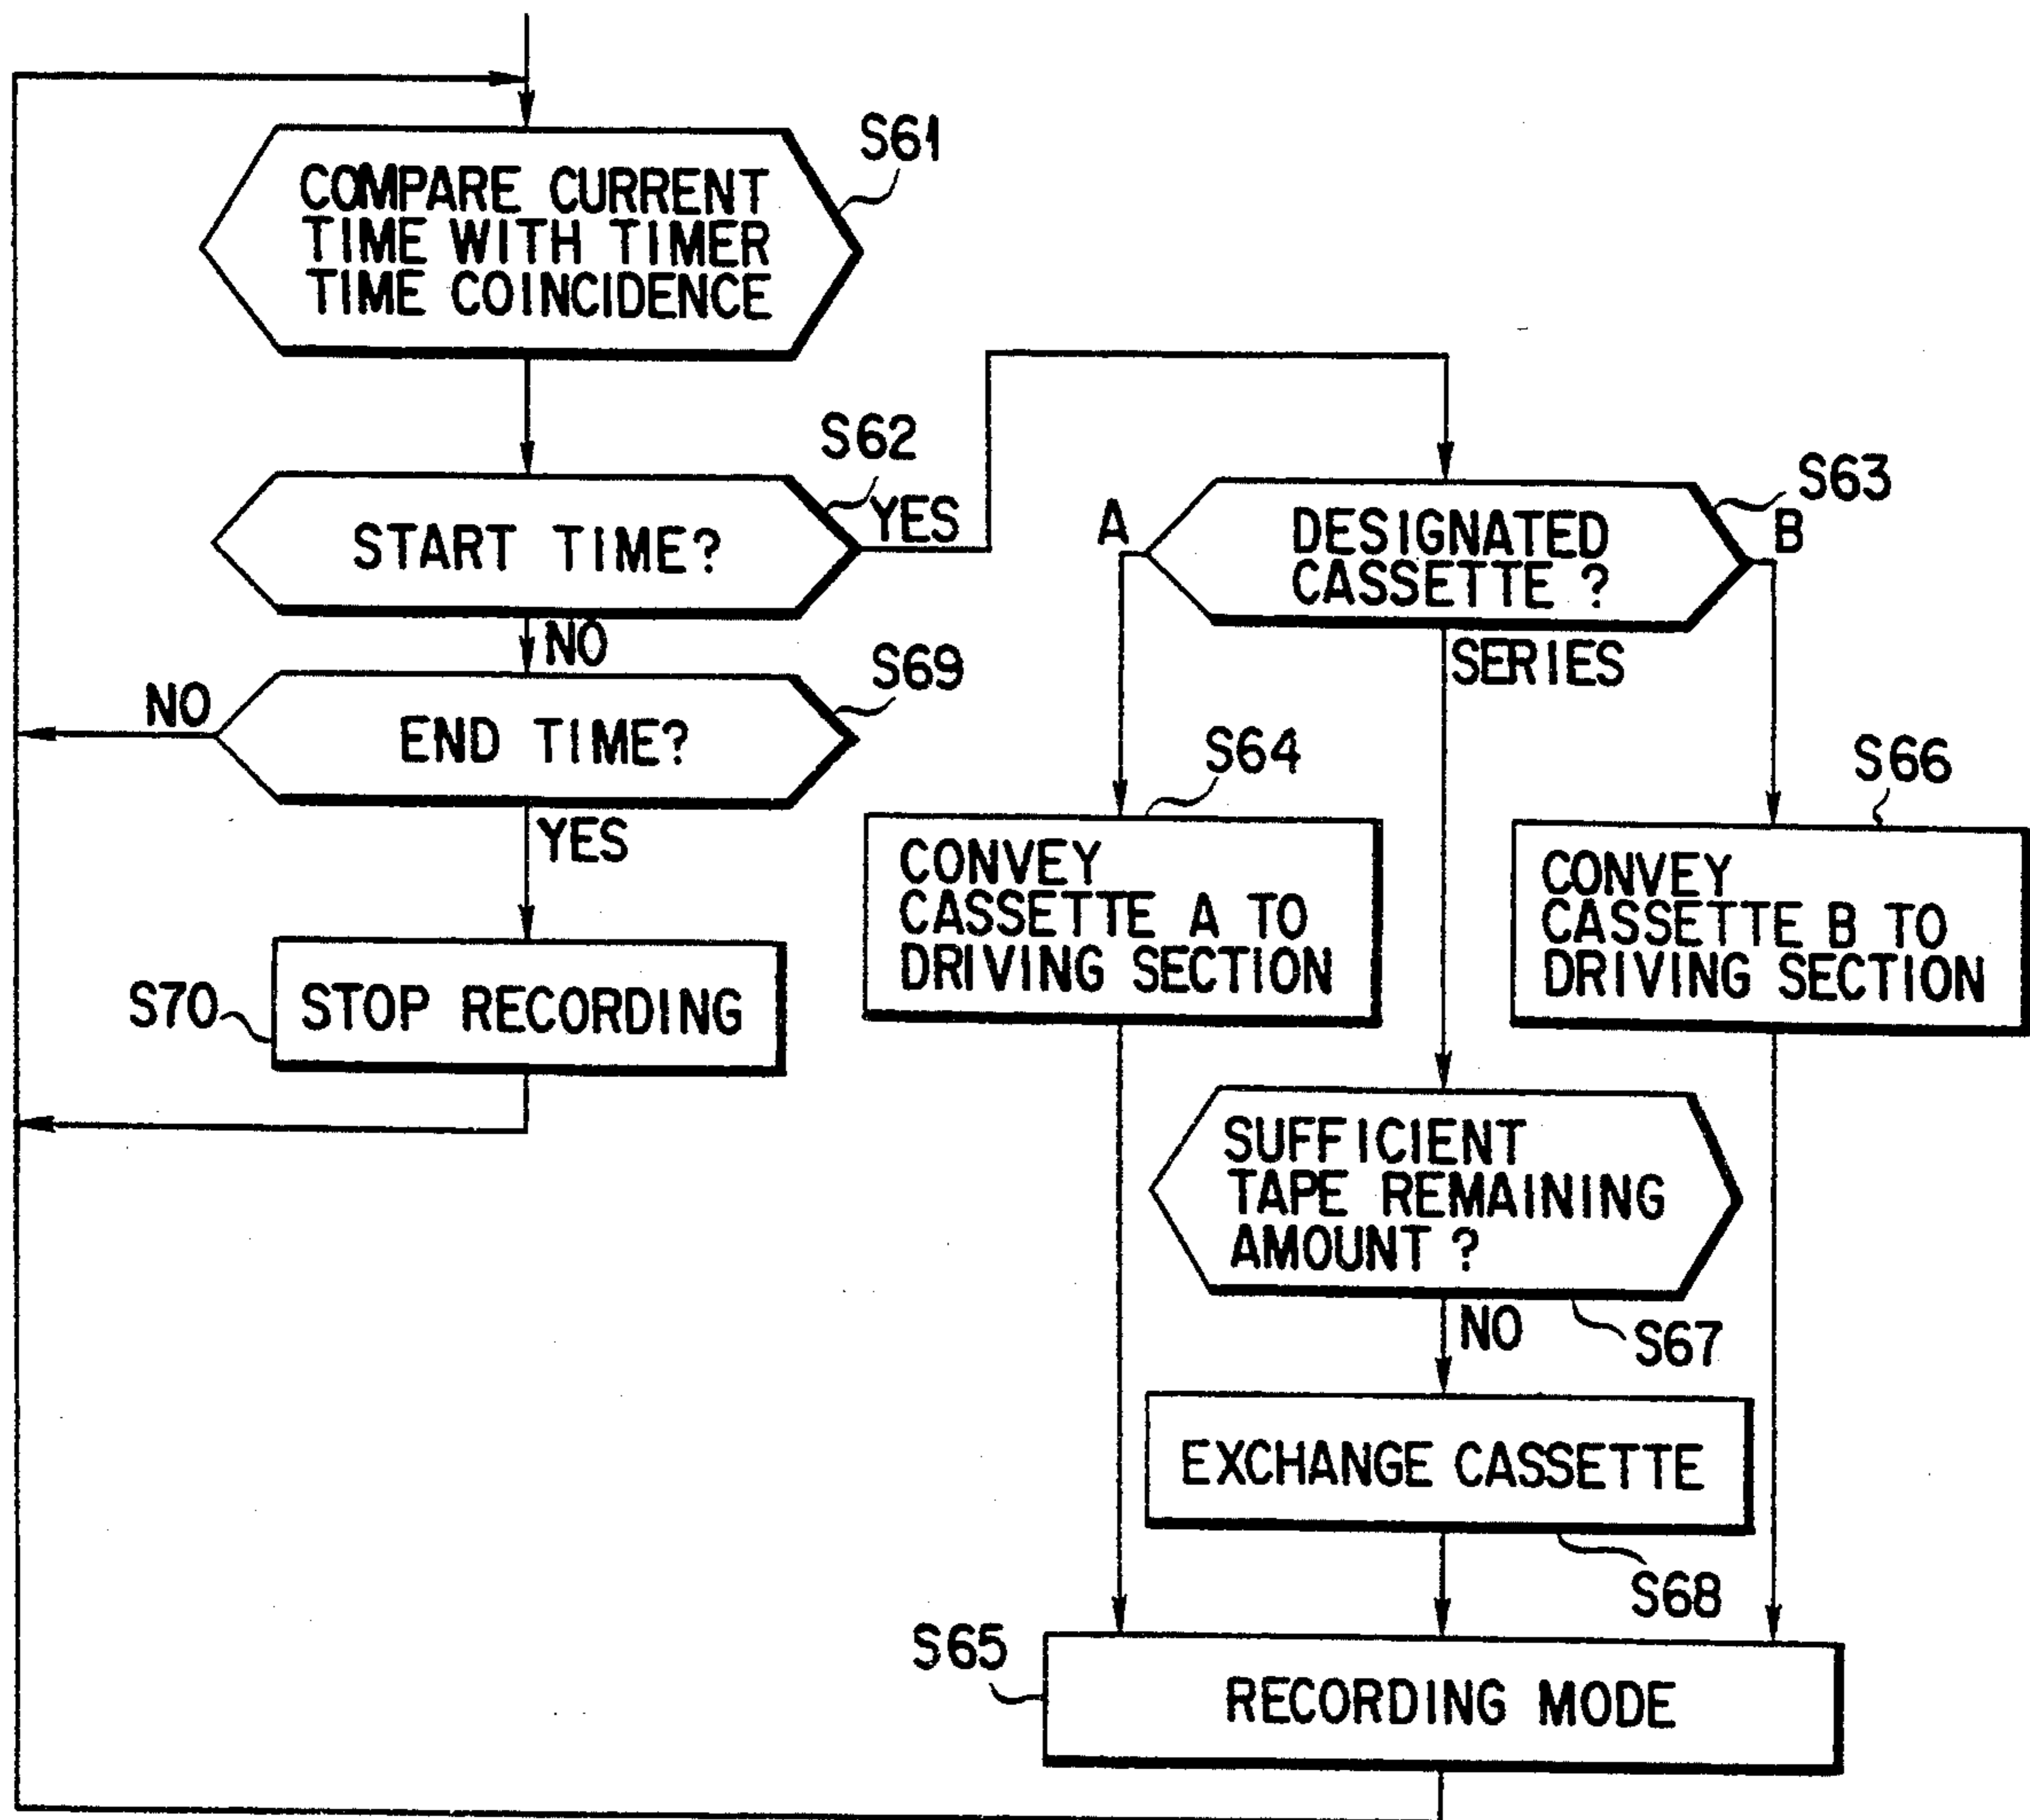 S61
COMPARE CURRENT
TIME WITH TIMER
TIME COINCIDENCE
S62
YES
START TIME?
NO
S63
A
B
DESIGNATED
CASSETTE ?
SERIES
S69
NO
END TIME?
YES
S64
CONVEY
CASSETTE A TO
DRIVING SECTION
S66
CONVEY
CASSETTE B TO
DRIVING SECTION
S70
STOP RECORDING
SUFFICIENT
TAPE REMAINING
AMOUNT ?
NO
S67
EXCHANGE CASSETTE
S68
S65
RECORDING MODE